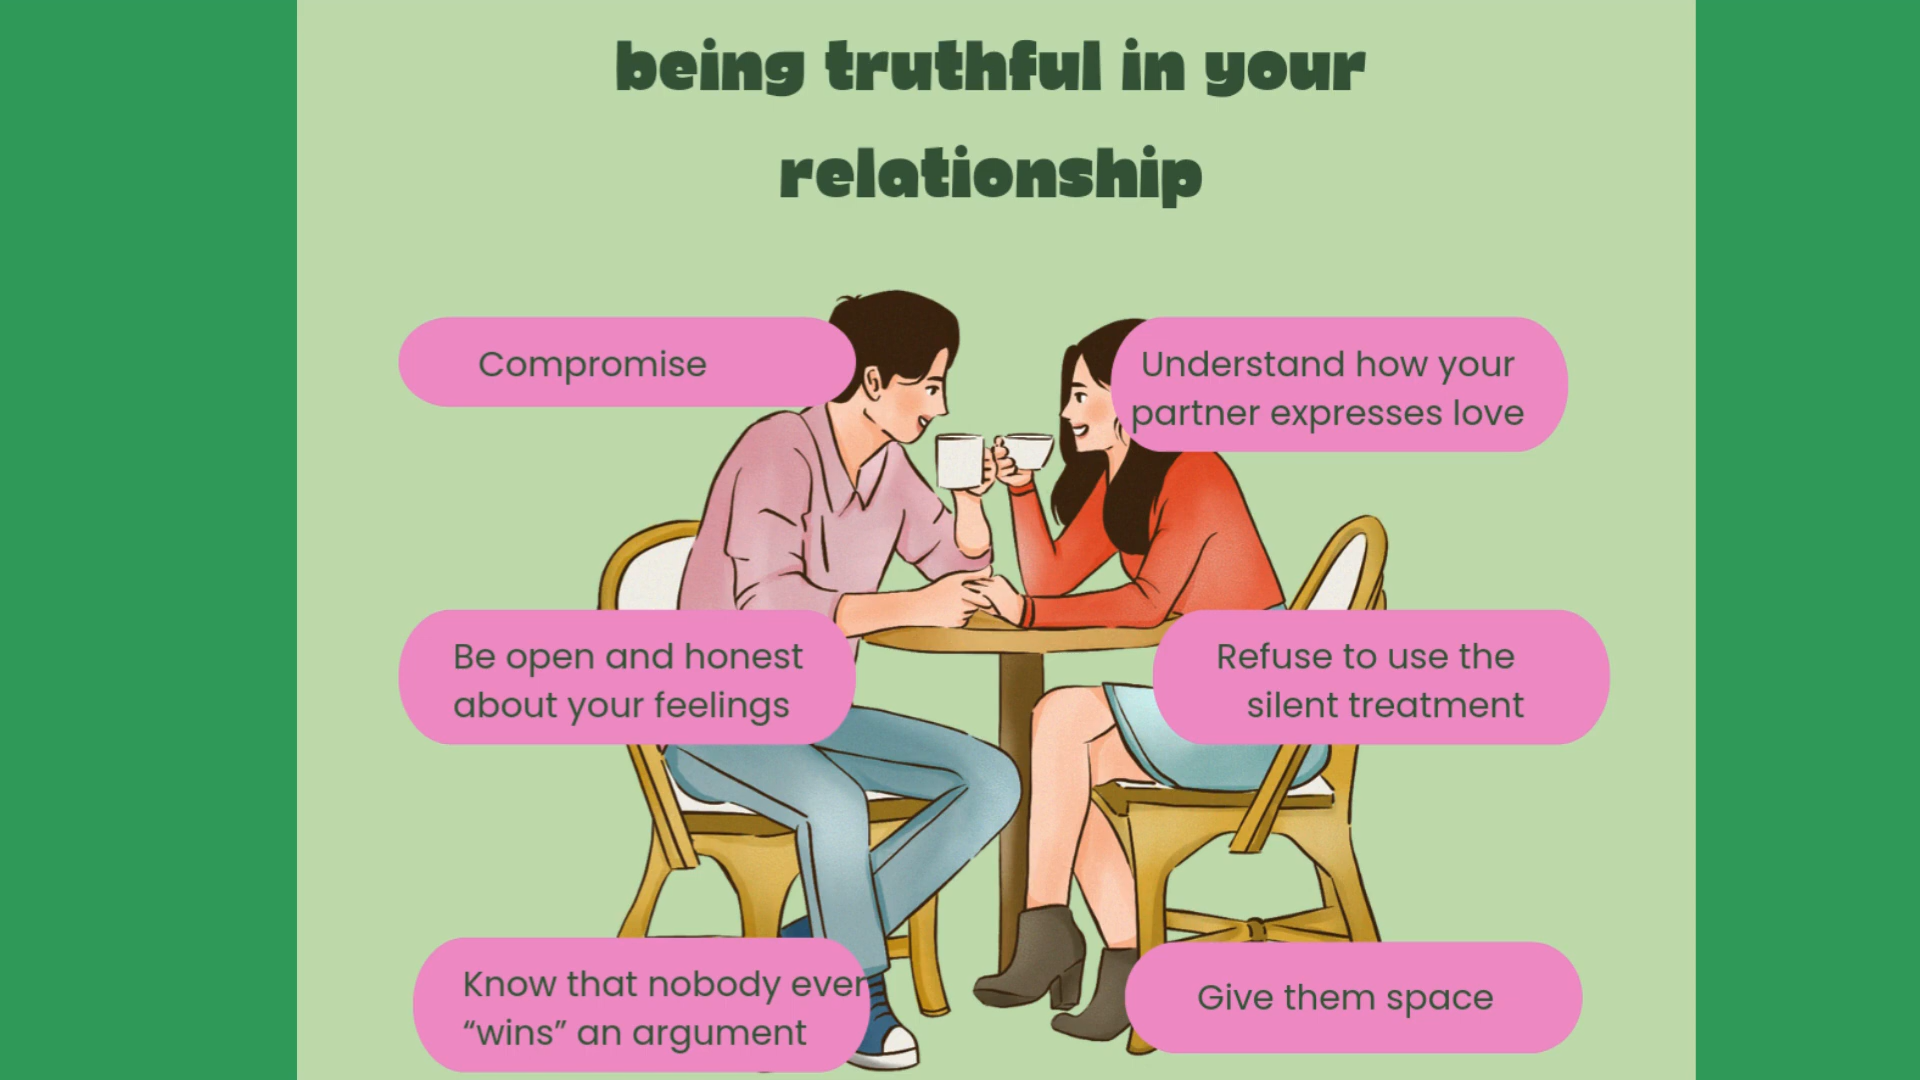 being truthful in your
relationship
Compromise
Understand how your
partner expresses love
Be open and honest
about your feelings
Refuse to use the
silent treatment
Know that nobody ever
“wins” an argument
Give them space